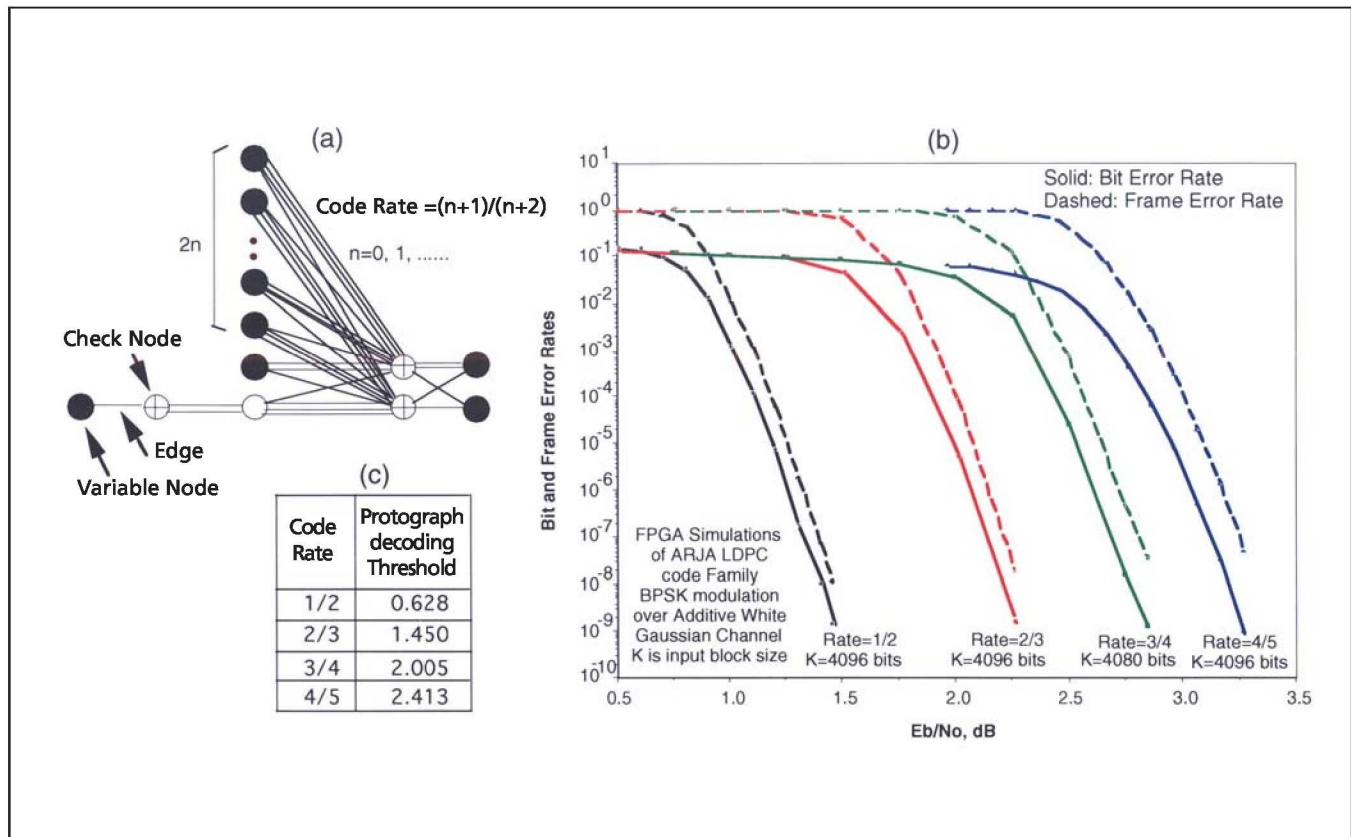 (a)
2n
Code Rate =(n+1)/(n+2)
n=0, 1, ......
Check Node
Edge
Variable Node
(c)
Code Rate
Protograph decoding Threshold
1/2 0.628
2/3 1.450
3/4 2.005
4/5 2.413
(b)
Solid: Bit Error Rate
Dashed: Frame Error Rate
Bit and Frame Error Rates
10^1
10^0
10^-1
10^-2
10^-3
10^-4
10^-5
10^-6
10^-7
10^-8
10^-9
10^-10
FPGA Simulations
of ARJA LDPC
code Family
BPSK modulation
over Additive White
Gaussian Channel
K is input block size
Rate=1/2
K=4096 bits
Rate=2/3
K=4096 bits
Rate=3/4
K=4080 bits
Rate=4/5
K=4096 bits
0.5 1.0 1.5 2.0 2.5 3.0 3.5
Eb/No, dB